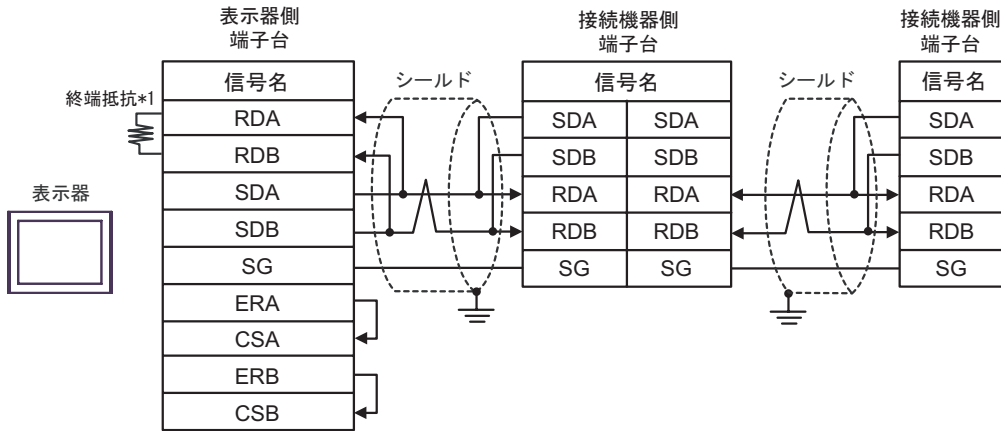 表示器側
端子台
接続機器側
端子台
接続機器側
端子台
終端抵抗*1
信号名
シールド
信号名
シールド
信号名
RDA
SDA
SDA
SDA
RDB
SDB
SDB
SDB
表示器
SDA
RDA
RDA
RDA
SDB
RDB
RDB
RDB
SG
SG
SG
SG
ERA
CSA
ERB
CSB